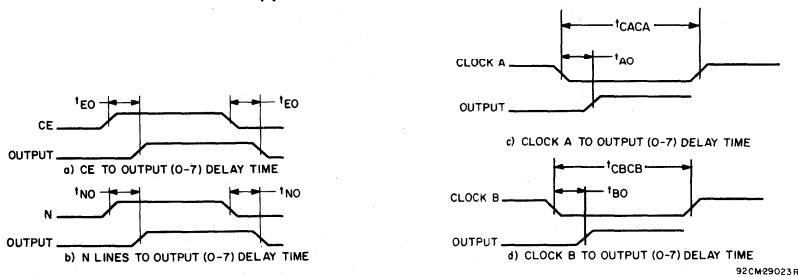 tEO
tEO
CE
OUTPUT
a) CE TO OUTPUT (0-7) DELAY TIME
tNO
tNO
N
OUTPUT
b) N LINES TO OUTPUT (0-7) DELAY TIME
tCACA
CLOCK A
tAO
OUTPUT
c) CLOCK A TO OUTPUT (0-7) DELAY TIME
tCBCB
CLOCK B
tBO
OUTPUT
d) CLOCK B TO OUTPUT (0-7) DELAY TIME